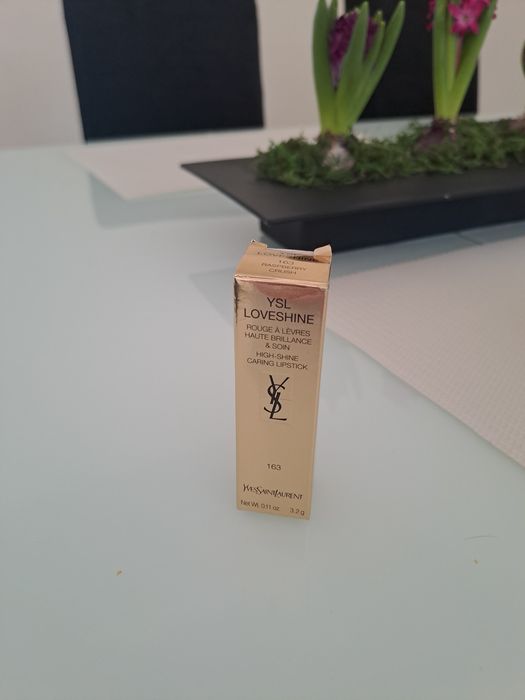 LOVESHINE
163
RASPBERRY
CRUSH
YSL
LOVESHINE
ROUGE À LÈVRES
HAUTE BRILLANCE
& SOIN
HIGH-SHINE
CARING LIPSTICK
YSL
163
YVESSAINTLAURENT
Net Wt. 0.11 oz. 3.2 g